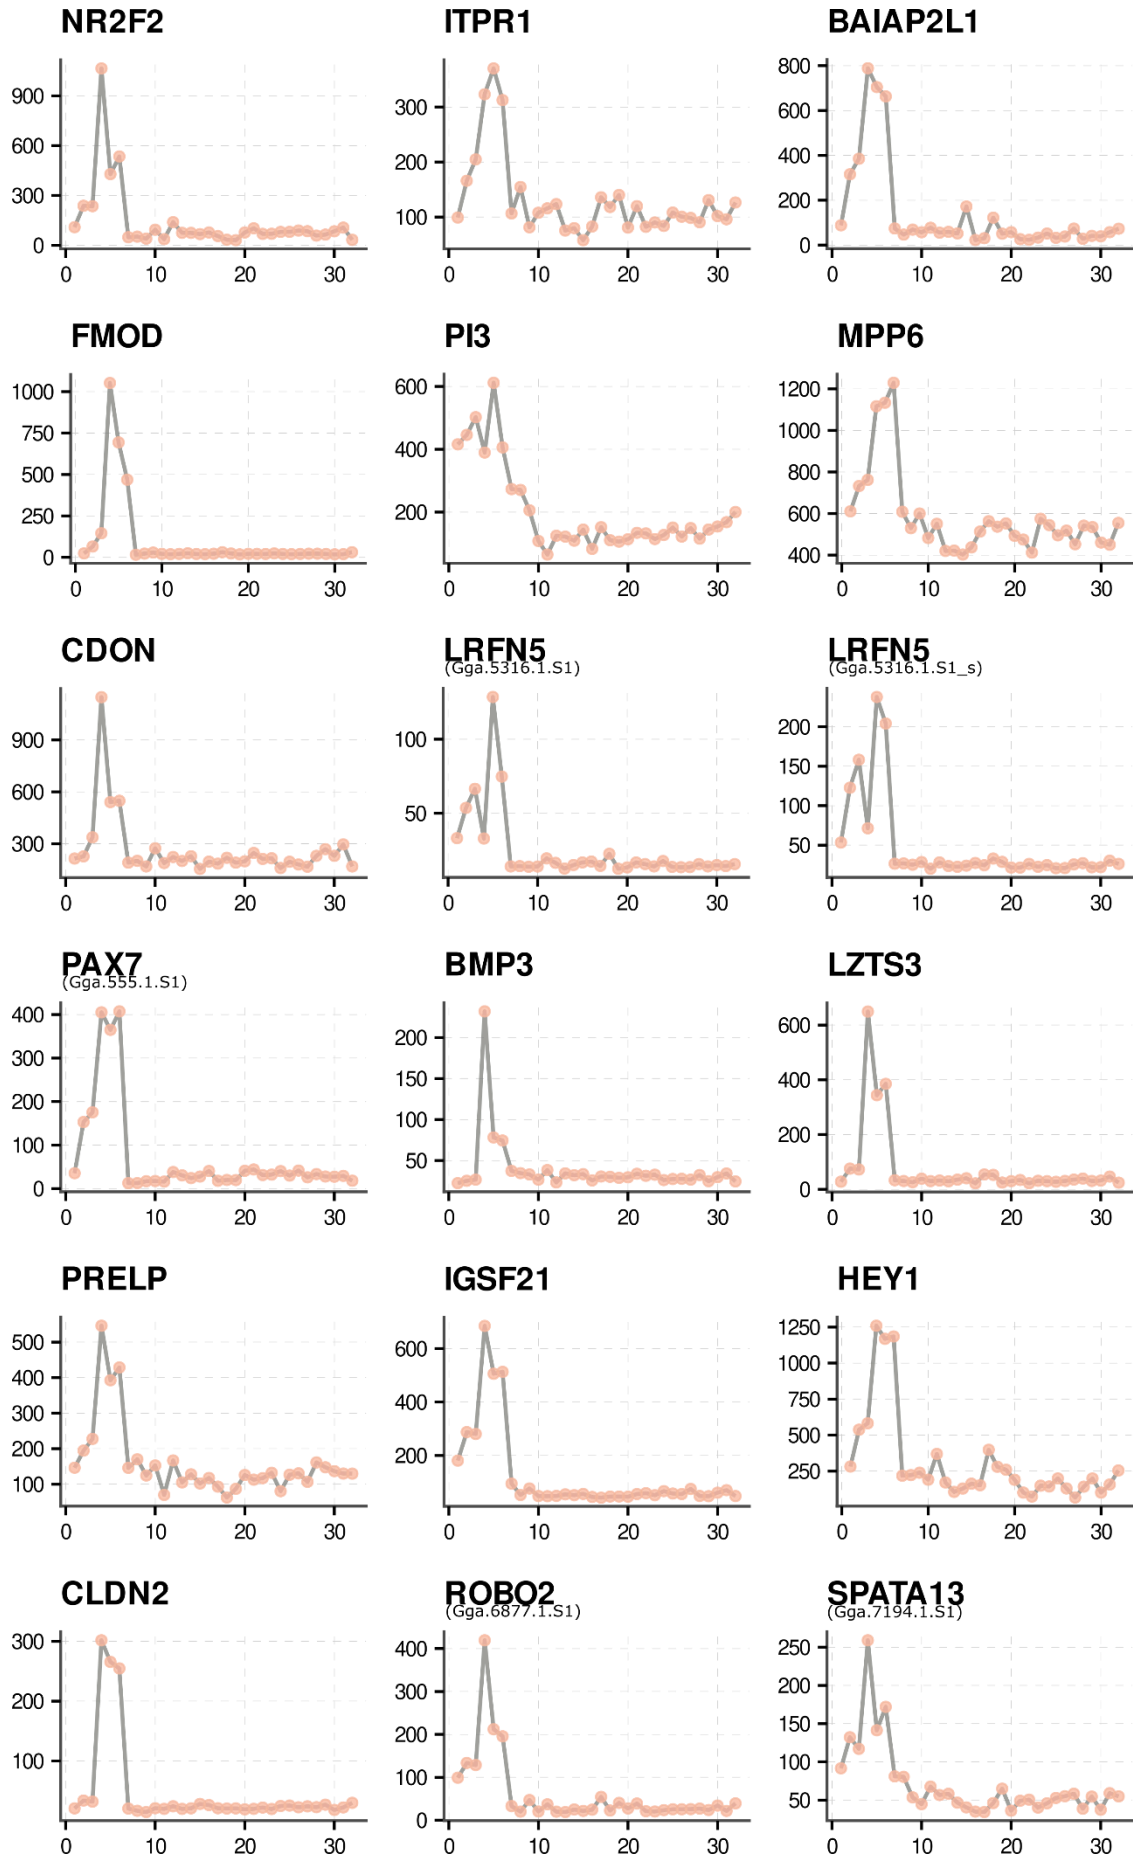 NR2F2 ITPR1 BAIAP2L1
900 600 300 0
0 10 20 30
300 200 100
0 10 20 30
800 600 400 200 0
0 10 20 30
FMOD PI3 MPP6
1000 750 500 250 0
0 10 20 30
600 400 200
0 10 20 30
1200 1000 800 600 400
0 10 20 30
CDON LRFN5 LRFN5
(Gga.5316.1.S1) (Gga.5316.1.S1_s)
900 600 300
0 10 20 30
100 50
0 10 20 30
200 150 100 50
0 10 20 30
PAX7 BMP3 LZTS3
(Gga.555.1.S1)
400 300 200 100 0
0 10 20 30
200 150 100 50
0 10 20 30
600 400 200 0
0 10 20 30
PRELP IGSF21 HEY1
500 400 300 200 100
0 10 20 30
600 400 200
0 10 20 30
1250 1000 750 500 250
0 10 20 30
CLDN2 ROBO2 SPATA13
(Gga.6877.1.S1) (Gga.7194.1.S1)
300 200 100
0 10 20 30
400 300 200 100 0
0 10 20 30
250 200 150 100 50
0 10 20 30